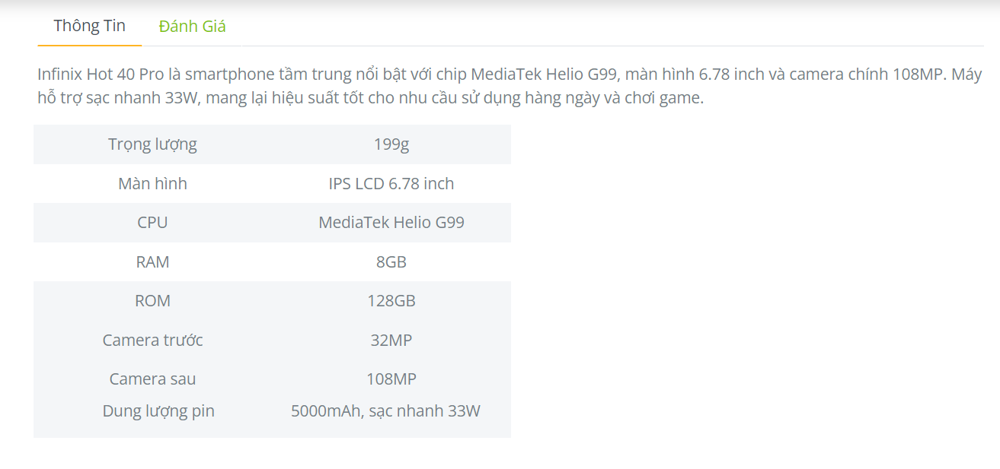 Thông Tin Đánh Giá
Infinix Hot 40 Pro là smartphone tầm trung nổi bật với chip MediaTek Helio G99, màn hình 6.78 inch và camera chính 108MP. Máy
hỗ trợ sạc nhanh 33W, mang lại hiệu suất tốt cho nhu cầu sử dụng hàng ngày và chơi game.
Trọng lượng 199g
Màn hình IPS LCD 6.78 inch
CPU MediaTek Helio G99
RAM 8GB
ROM 128GB
Camera trước 32MP
Camera sau 108MP
Dung lượng pin 5000mAh, sạc nhanh 33W